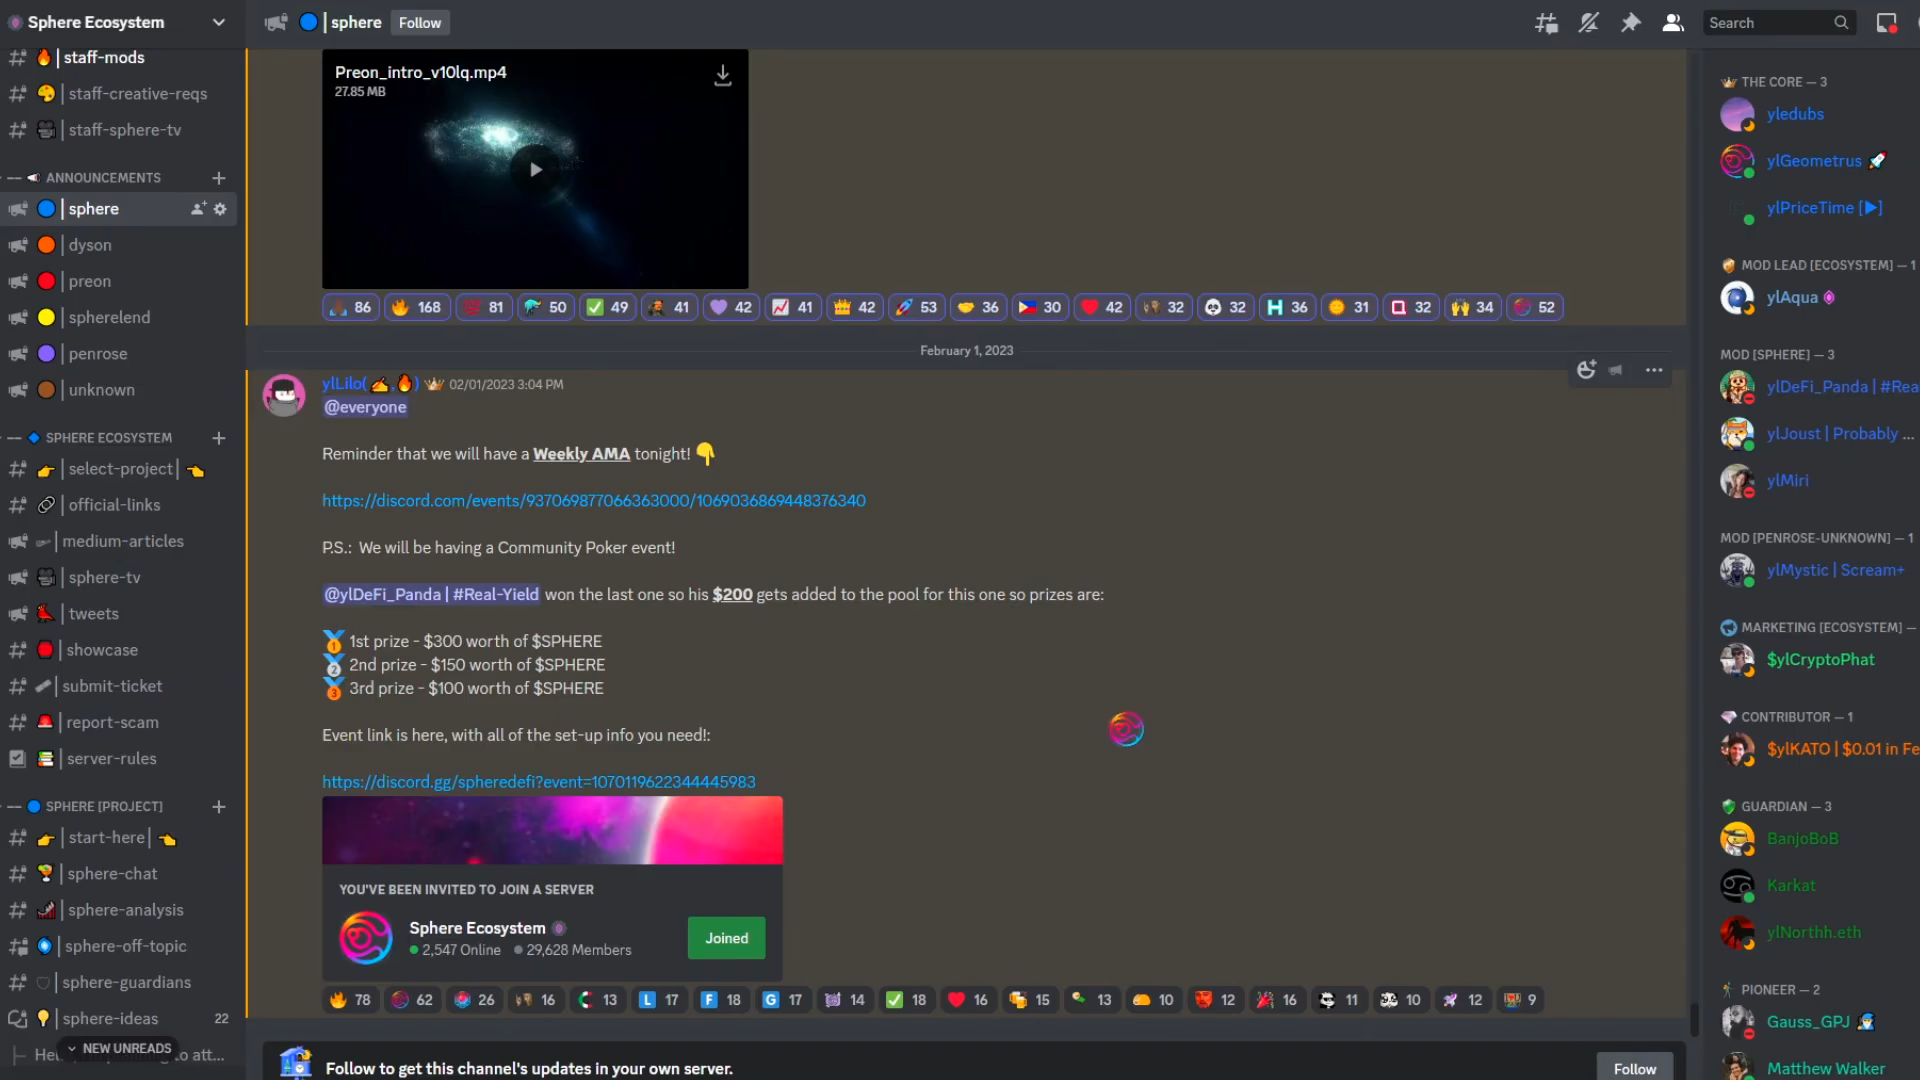 Sphere Ecosystem
staff-mods
staff-creative-reqs
staff-sphere-tv
ANNOUNCEMENTS
sphere
dyson
preon
spherelend
penrose
unknown
SPHERE ECOSYSTEM
select-project|
official-links
medium-articles
sphere-tv
tweets
showcase
submit-ticket
report-scam
server-rules
SPHERE [PROJECT]
start-here|
sphere-chat
sphere-analysis
sphere-off-topic
sphere-guardians
sphere-ideas 22
NEW UNREADS
to att...
| sphere Follow
Search
Preon_intro_v10lq.mp4
27.85 MB
86 168 81 50 49 41 42 41 42 53 36 30 42 32 32 H 36 31 32 34 52
February 1, 2023
ylLilo(✍️,🔥) 02/01/2023 3:04 PM
@everyone
Reminder that we will have a Weekly AMA tonight! 👇
https://discord.com/events/937069877066363000/1069036869448376340
P.S.: We will be having a Community Poker event!
@ylDeFi_Panda | #Real-Yield won the last one so his $200 gets added to the pool for this one so prizes are:
🥇 1st prize - $300 worth of $SPHERE
🥈 2nd prize - $150 worth of $SPHERE
🥉 3rd prize - $100 worth of $SPHERE
Event link is here, with all of the set-up info you need!:
https://discord.gg/spheredefi?event=1070119622344445983
YOU'VE BEEN INVITED TO JOIN A SERVER
Sphere Ecosystem
2,547 Online 29,628 Members
Joined
78 62 26 16 13 L 17 F 18 G 17 14 18 16 15 13 10 12 16 11 10 12 9
Follow to get this channel's updates in your own server.
Follow
THE CORE — 3
yledubs
ylGeometrus 🚀
ylPriceTime [▶]
MOD LEAD [ECOSYSTEM] — 1
ylAqua
MOD [SPHERE] — 3
ylDeFi_Panda | #Rea
ylJoust | Probably ...
ylMiri
MOD [PENROSE-UNKNOWN] — 1
ylMystic | Scream+
MARKETING [ECOSYSTEM] —
$ylCryptoPhat
CONTRIBUTOR — 1
$ylKATO | $0.01 in Fe
GUARDIAN — 3
BanjoBoB
Karkat
ylNorthh.eth
PIONEER — 2
Gauss_GPJ
Matthew Walker